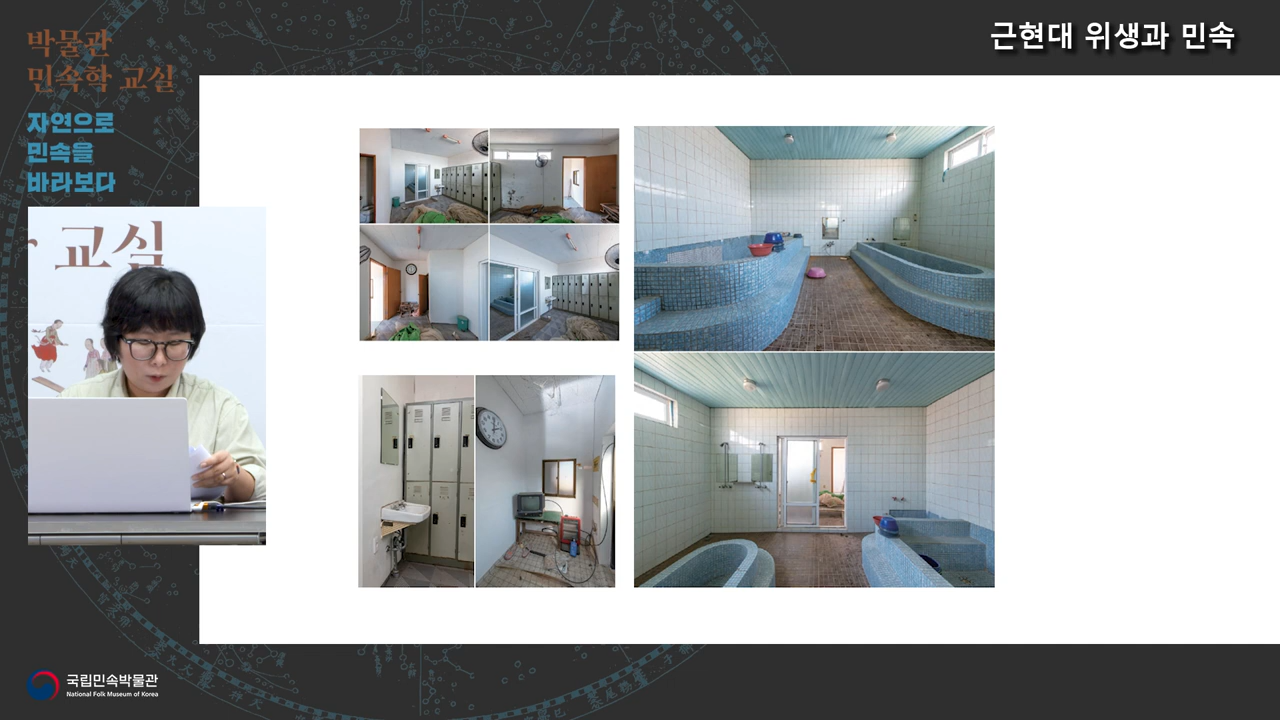 박물관
민속학 교실
자연으로
민속을
바라보다
근현대 위생과 민속
교실
국립민속박물관
National Folk Museum of Korea